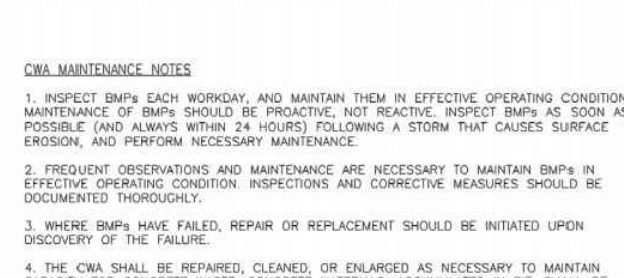 CWA MAINTENANCE NOTES
1. INSPECT BMPs EACH WORKDAY, AND MAINTAIN THEM IN EFFECTIVE OPERATING CONDITION
MAINTENANCE OF BMPs SHOULD BE PROACTIVE, NOT REACTIVE. INSPECT BMPs AS SOON AS
POSSIBLE (AND ALWAYS WITHIN 24 HOURS) FOLLOWING A STORM THAT CAUSES SURFACE
EROSION, AND PERFORM NECESSARY MAINTENANCE.
2. FREQUENT OBSERVATIONS AND MAINTENANCE ARE NECESSARY TO MAINTAIN BMPs IN
EFFECTIVE OPERATING CONDITION. INSPECTIONS AND CORRECTIVE MEASURES SHOULD BE
DOCUMENTED THOROUGHLY.
3. WHERE BMPs HAVE FAILED, REPAIR OR REPLACEMENT SHOULD BE INITIATED UPON
DISCOVERY OF THE FAILURE.
4. THE CWA SHALL BE REPAIRED, CLEANED, OR ENLARGED AS NECESSARY TO MAINTAIN